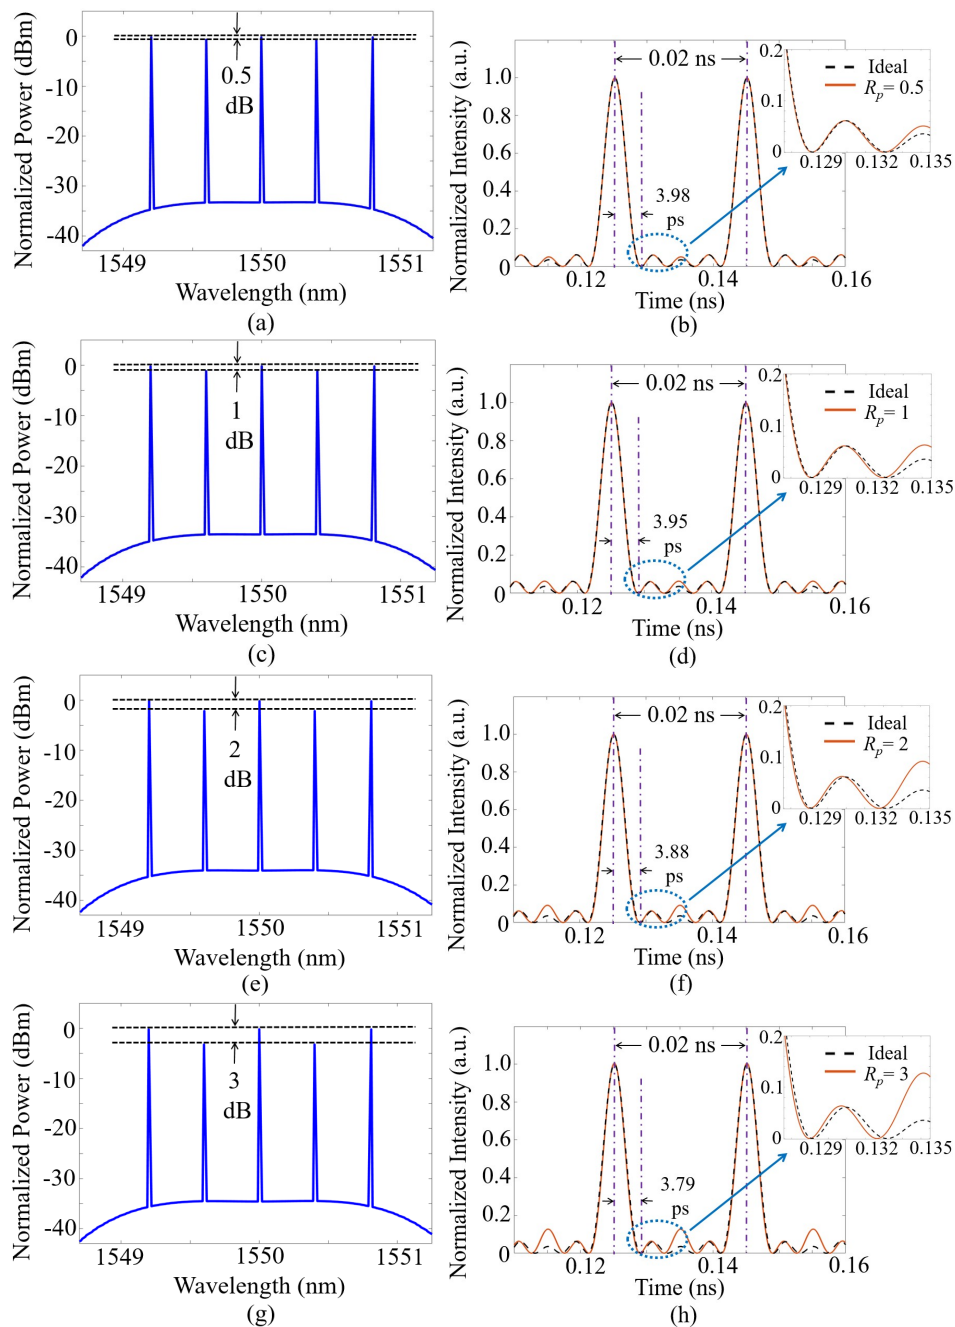 Normalized Power (dBm)
0
-10
-20
-30
-40
0.5
dB
1549
1550
1551
Wavelength (nm)
(a)
Normalized Intensity (a.u.)
1.0
0.8
0.6
0.4
0.2
0
0.02 ns
3.98
ps
0.12
0.14
0.16
Time (ns)
(b)
0.2
0.1
0
Ideal
Rp= 0.5
0.129
0.132
0.135
Normalized Power (dBm)
0
-10
-20
-30
-40
1
dB
1549
1550
1551
Wavelength (nm)
(c)
Normalized Intensity (a.u.)
1.0
0.8
0.6
0.4
0.2
0
0.02 ns
3.95
ps
0.12
0.14
0.16
Time (ns)
(d)
0.2
0.1
0
Ideal
Rp= 1
0.129
0.132
0.135
Normalized Power (dBm)
0
-10
-20
-30
-40
2
dB
1549
1550
1551
Wavelength (nm)
(e)
Normalized Intensity (a.u.)
1.0
0.8
0.6
0.4
0.2
0
0.02 ns
3.88
ps
0.12
0.14
0.16
Time (ns)
(f)
0.2
0.1
0
Ideal
Rp= 2
0.129
0.132
0.135
Normalized Power (dBm)
0
-10
-20
-30
-40
3
dB
1549
1550
1551
Wavelength (nm)
(g)
Normalized Intensity (a.u.)
1.0
0.8
0.6
0.4
0.2
0
0.02 ns
3.79
ps
0.12
0.14
0.16
Time (ns)
(h)
0.2
0.1
0
Ideal
Rp= 3
0.129
0.132
0.135